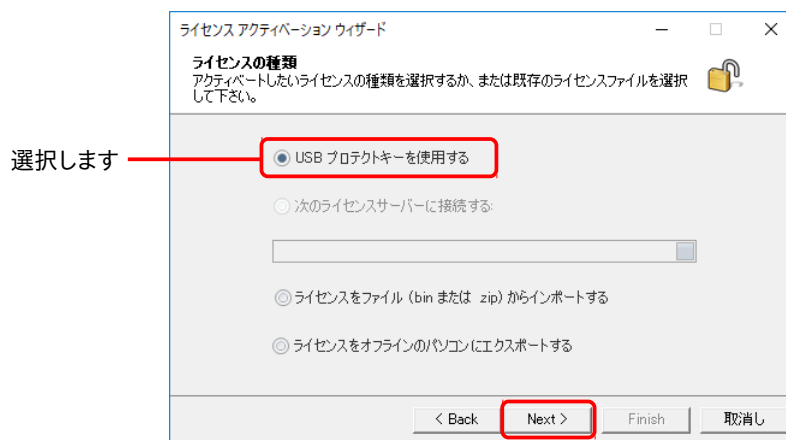 ライセンス アクティベーション ウィザード
ライセンスの種類
アクティベートしたいライセンスの種類を選択するか、または既存のライセンスファイルを選択
して下さい。
選択します
USB プロテクトキーを使用する
次のライセンスサーバーに接続する:
ライセンスをファイル (bin または zip) からインポートする
ライセンスをオフラインのパソコンにエクスポートする
< Back Next > Finish 取消し